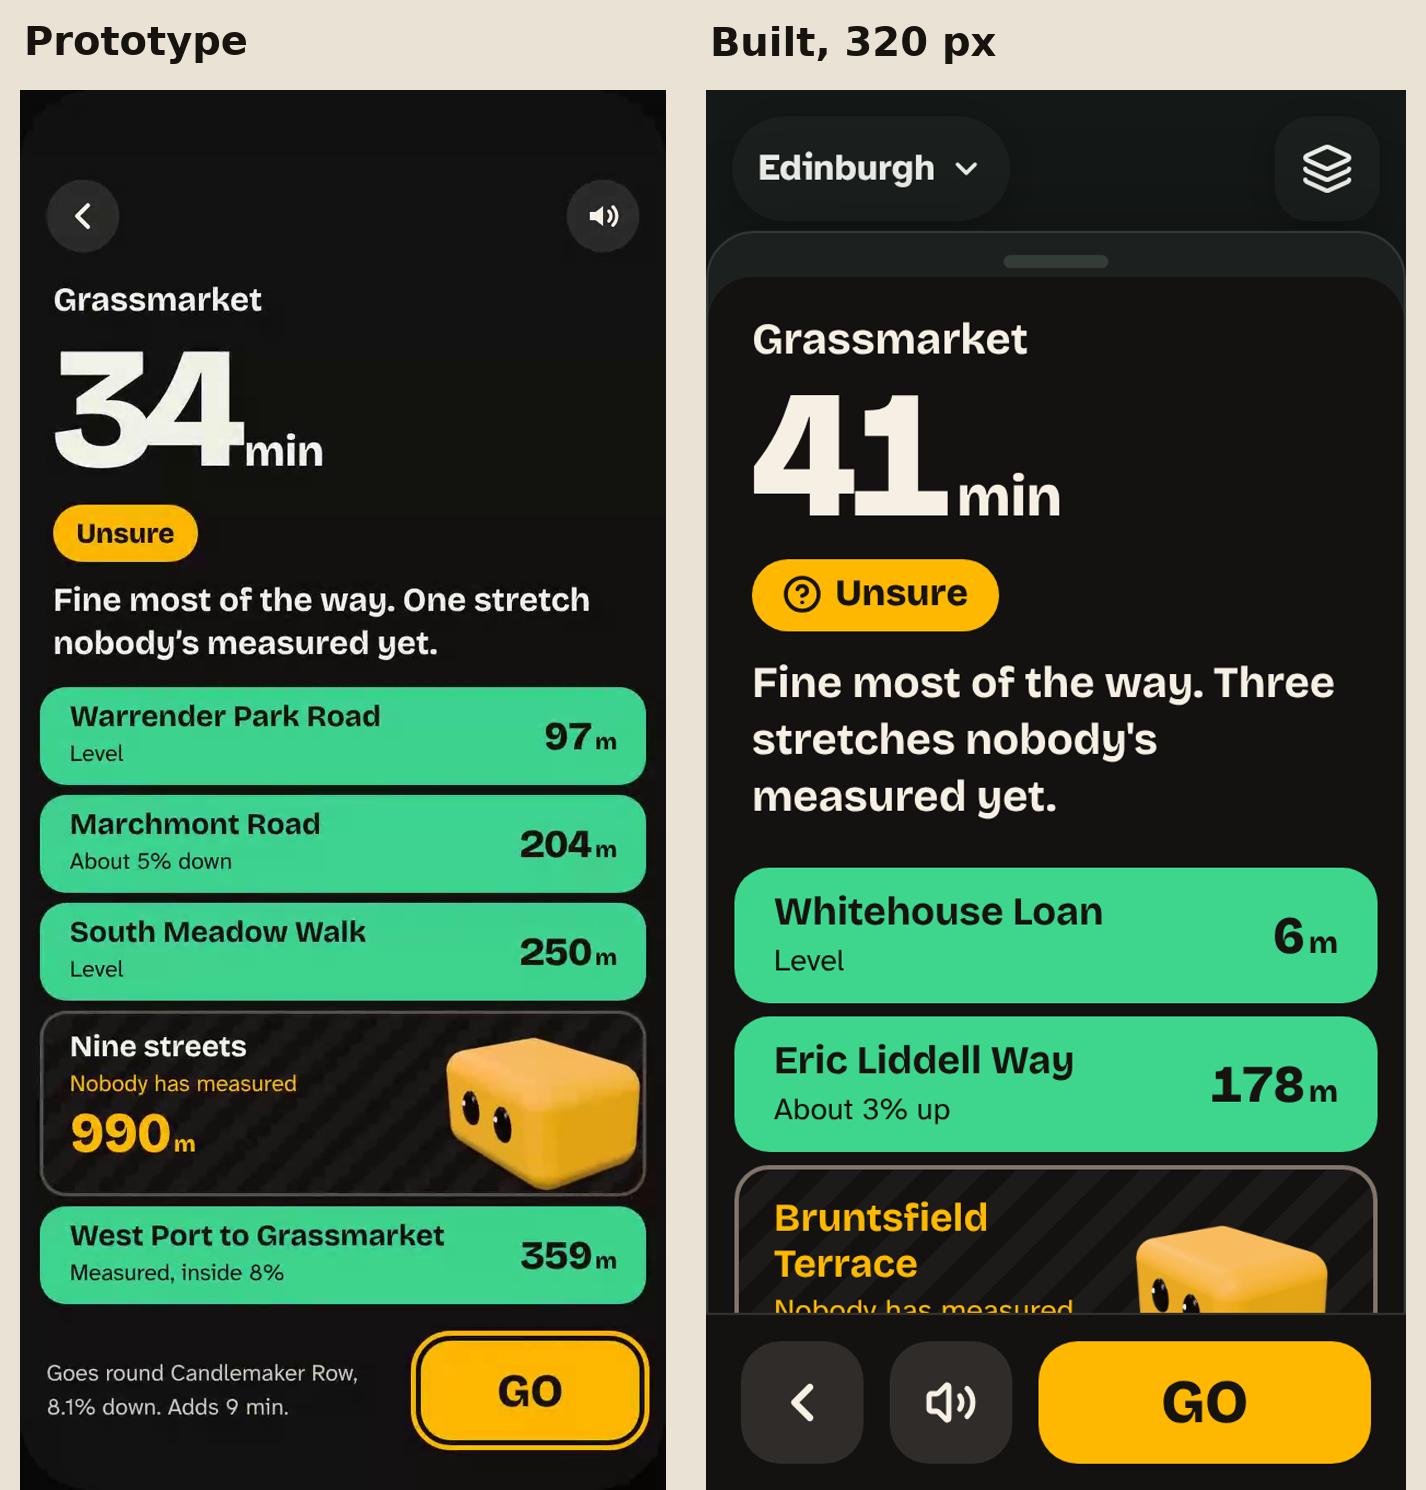 Prototype
Grassmarket
34 min
Unsure
Fine most of the way. One stretch
nobody’s measured yet.
Warrender Park Road
Level
97 m
Marchmont Road
About 5% down
204 m
South Meadow Walk
Level
250 m
Nine streets
Nobody has measured
990 m
West Port to Grassmarket
Measured, inside 8%
359 m
Goes round Candlemaker Row,
8.1% down. Adds 9 min.
GO
Built, 320 px
Edinburgh
Grassmarket
41 min
Unsure
Fine most of the way. Three
stretches nobody's
measured yet.
Whitehouse Loan
Level
6 m
Eric Liddell Way
About 3% up
178 m
Bruntsfield
Terrace
Nobody has measured
GO